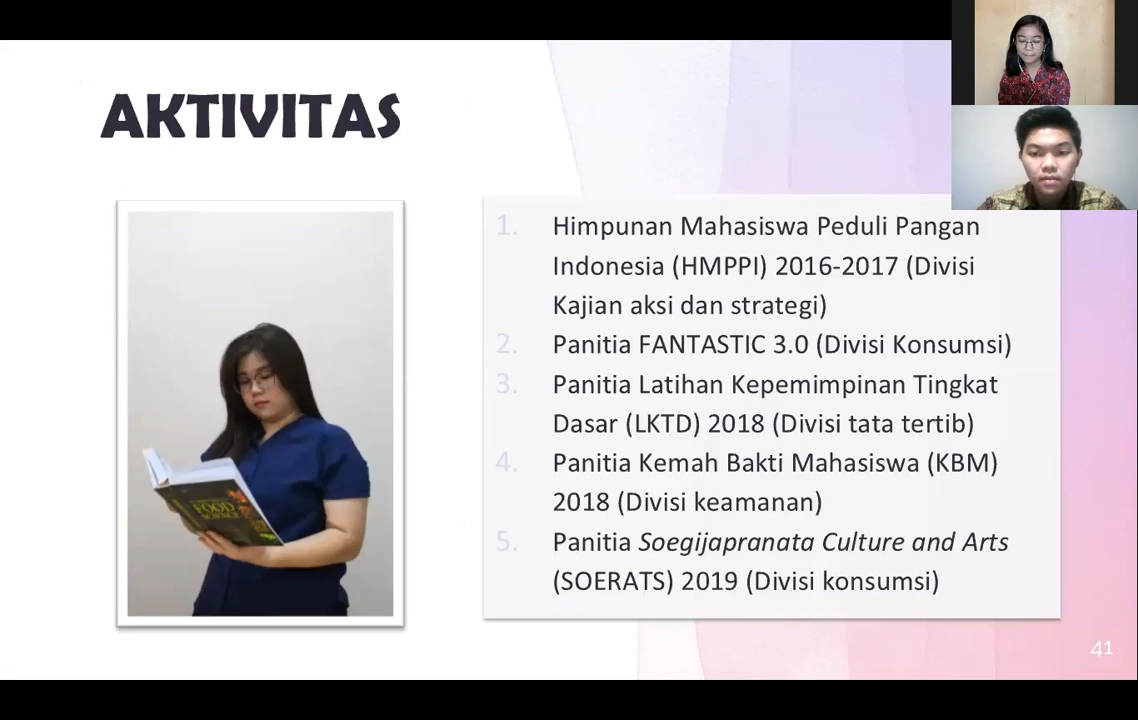 AKTIVITAS
1. Himpunan Mahasiswa Peduli Pangan
Indonesia (HMPPI) 2016-2017 (Divisi
Kajian aksi dan strategi)
2. Panitia FANTASTIC 3.0 (Divisi Konsumsi)
3. Panitia Latihan Kepemimpinan Tingkat
Dasar (LKTD) 2018 (Divisi tata tertib)
4. Panitia Kemah Bakti Mahasiswa (KBM)
2018 (Divisi keamanan)
5. Panitia Soegijapranata Culture and Arts
(SOERATS) 2019 (Divisi konsumsi)
FOOD
SCIENCE
41